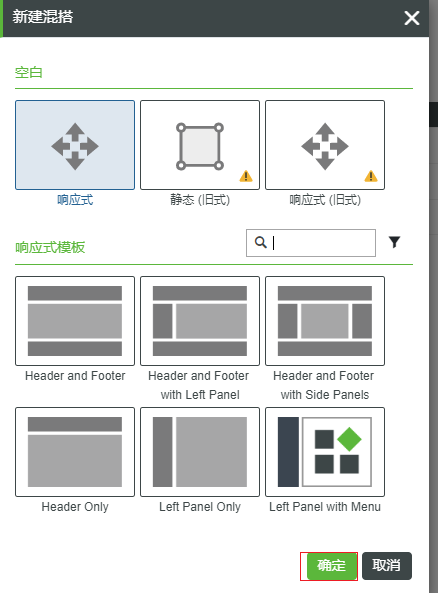 新建混搭
空白
响应式
静态 (旧式)
响应式 (旧式)
响应式模板
Header and Footer
Header and Footer
with Left Panel
Header and Footer
with Side Panels
Header Only
Left Panel Only
Left Panel with Menu
确定
取消